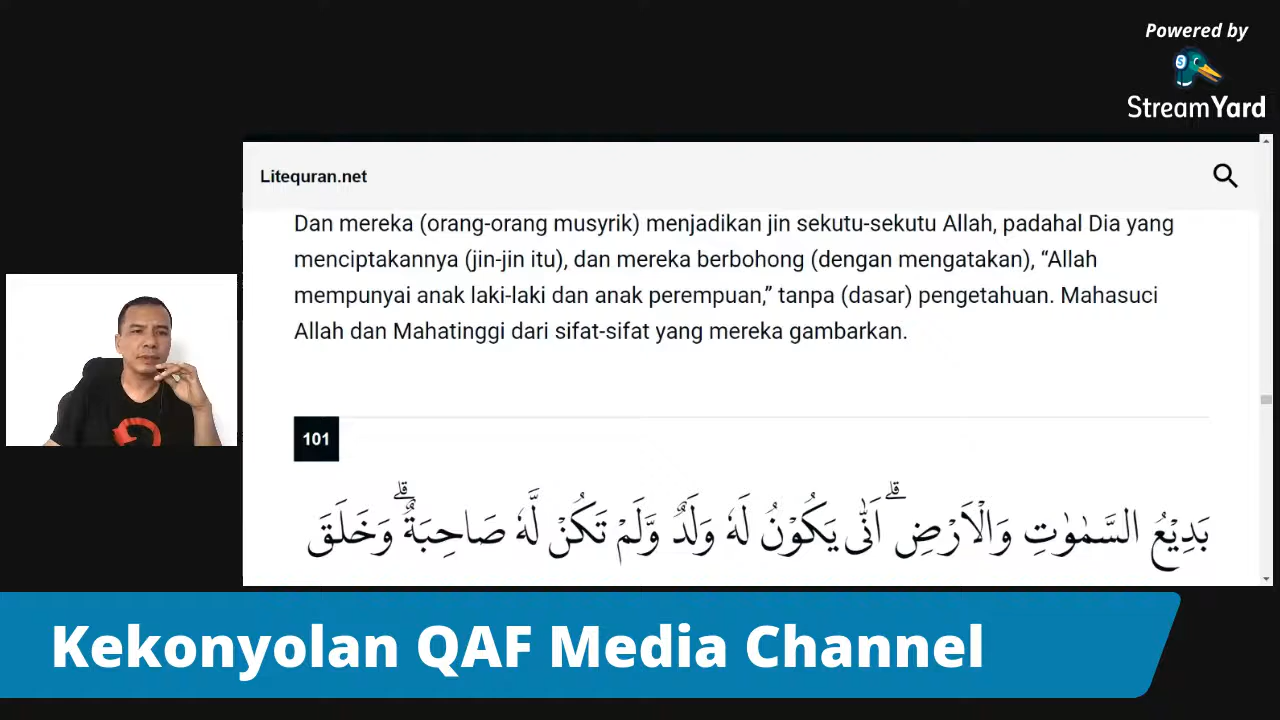 Powered by
StreamYard
Litequran.net
Dan mereka (orang-orang musyrik) menjadikan jin sekutu-sekutu Allah, padahal Dia yang
menciptakannya (jin-jin itu), dan mereka berbohong (dengan mengatakan), “Allah
mempunyai anak laki-laki dan anak perempuan,” tanpa (dasar) pengetahuan. Mahasuci
Allah dan Mahatinggi dari sifat-sifat yang mereka gambarkan.
101
بَدِيْعُ السَّمٰوٰتِ وَالْاَرْضِۗ اَنّٰى يَكُوْنُ لَهٗ وَلَدٌ وَّلَمْ تَكُنْ لَّهٗ صَاحِبَةٌۗ وَخَلَقَ
Kekonyolan QAF Media Channel